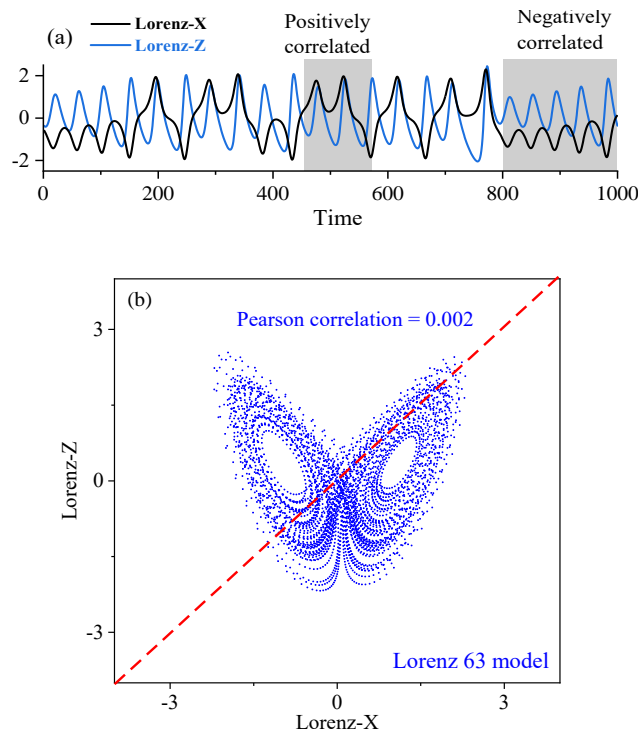 (a)
Lorenz-X
Lorenz-Z
Positively
correlated
Negatively
correlated
2
0
-2
0
200
400
600
800
1000
Time
(b)
Pearson correlation = 0.002
3
0
-3
Lorenz-Z
Lorenz 63 model
-3
0
3
Lorenz-X